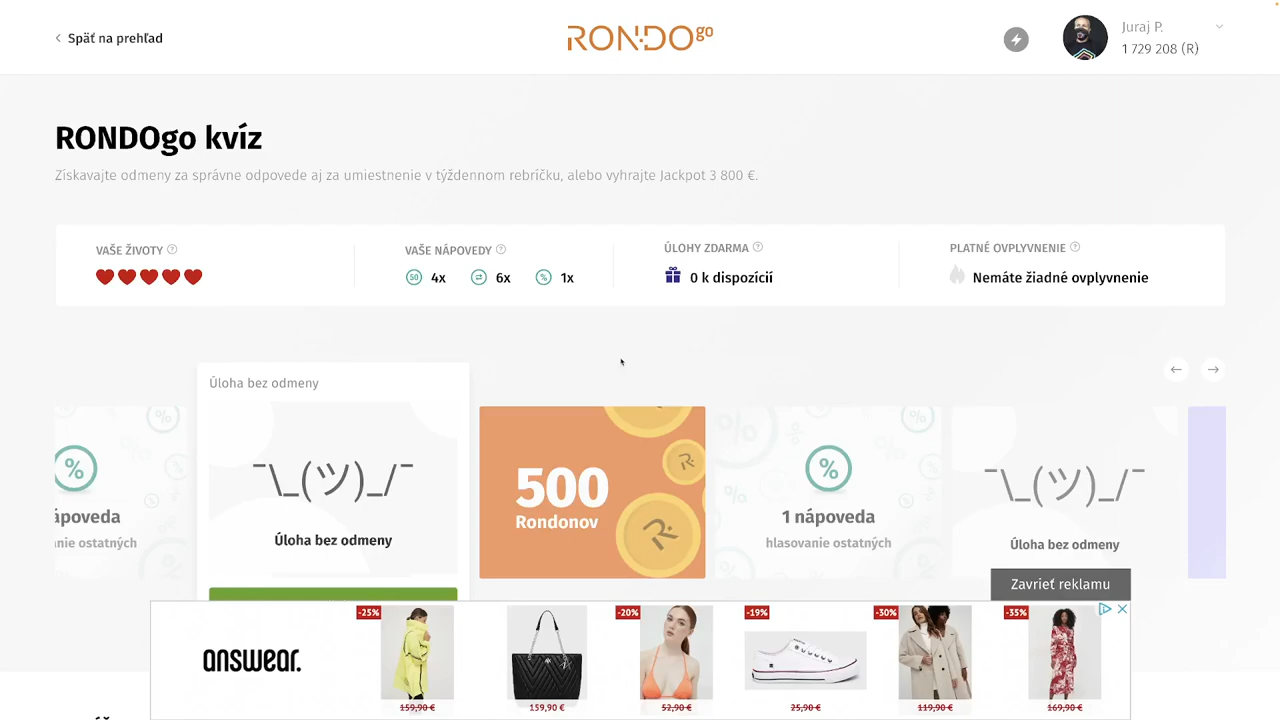 Späť na prehľad
RONDOgo
Juraj P.
1 729 208 (R)
RONDOgo kvíz
Získavajte odmeny za správne odpovede aj za umiestnenie v týždennom rebríčku, alebo vyhrajte Jackpot 3 800 €.
VAŠE ŽIVOTY
VAŠE NÁPOVEDY
50 4x
6x
% 1x
ÚLOHY ZDARMA
0 k dispozícií
PLATNÉ OVPLYVNENIE
Nemáte žiadné ovplyvnenie
%
ápoveda
nie ostatných
Úloha bez odmeny
¯\_(ツ)_/¯
Úloha bez odmeny
500
Rondonov
%
1 nápoveda
hlasovanie ostatných
¯\_(ツ)_/¯
Úloha bez odmeny
Zavrieť reklamu
answear.
-25%
159,90 €
159,90 €
-20%
52,90 €
-19%
25,90 €
-30%
119,90 €
-35%
169,90 €